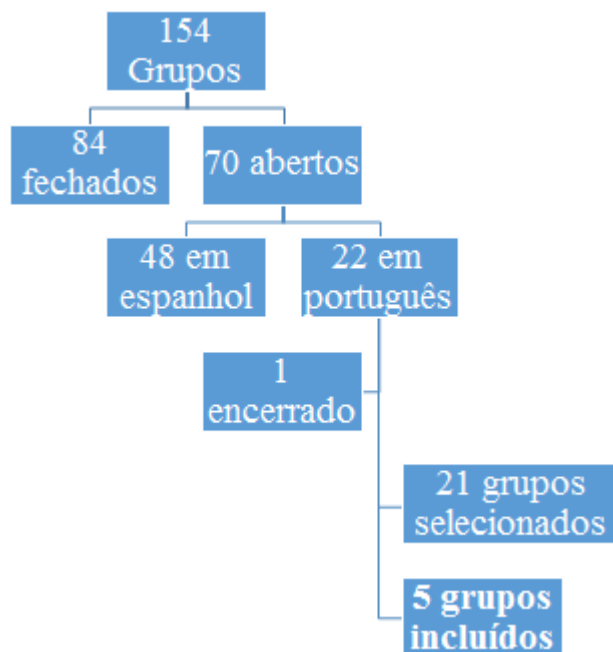 154
Grupos
84
fechados
70 abertos
48 em
espanhol
22 em
português
1
encerrado
21 grupos
selecionados
5 grupos
incluídos